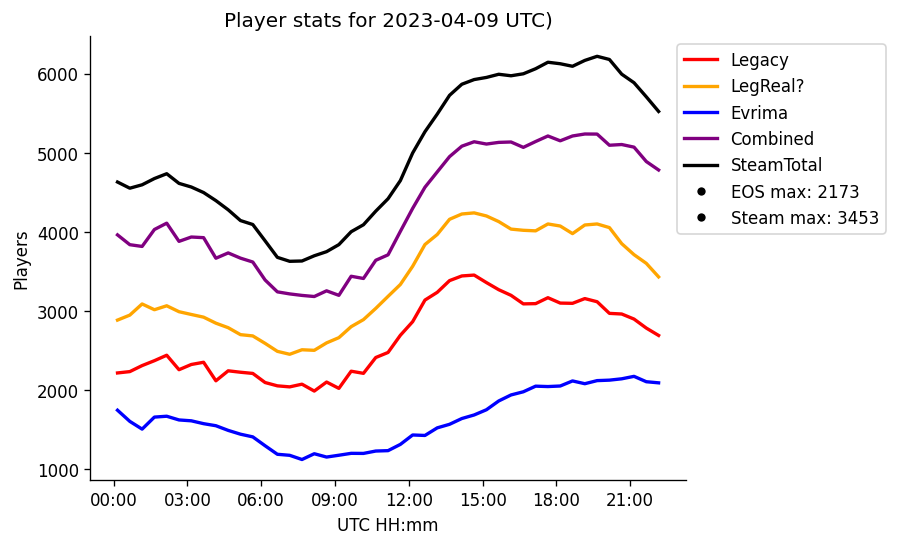 Player stats for 2023-04-09 UTC)
Legacy
LegReal?
Evrima
Combined
SteamTotal
EOS max: 2173
Steam max: 3453
Players
6000
5000
4000
3000
2000
1000
00:00 03:00 06:00 09:00 12:00 15:00 18:00 21:00
UTC HH:mm